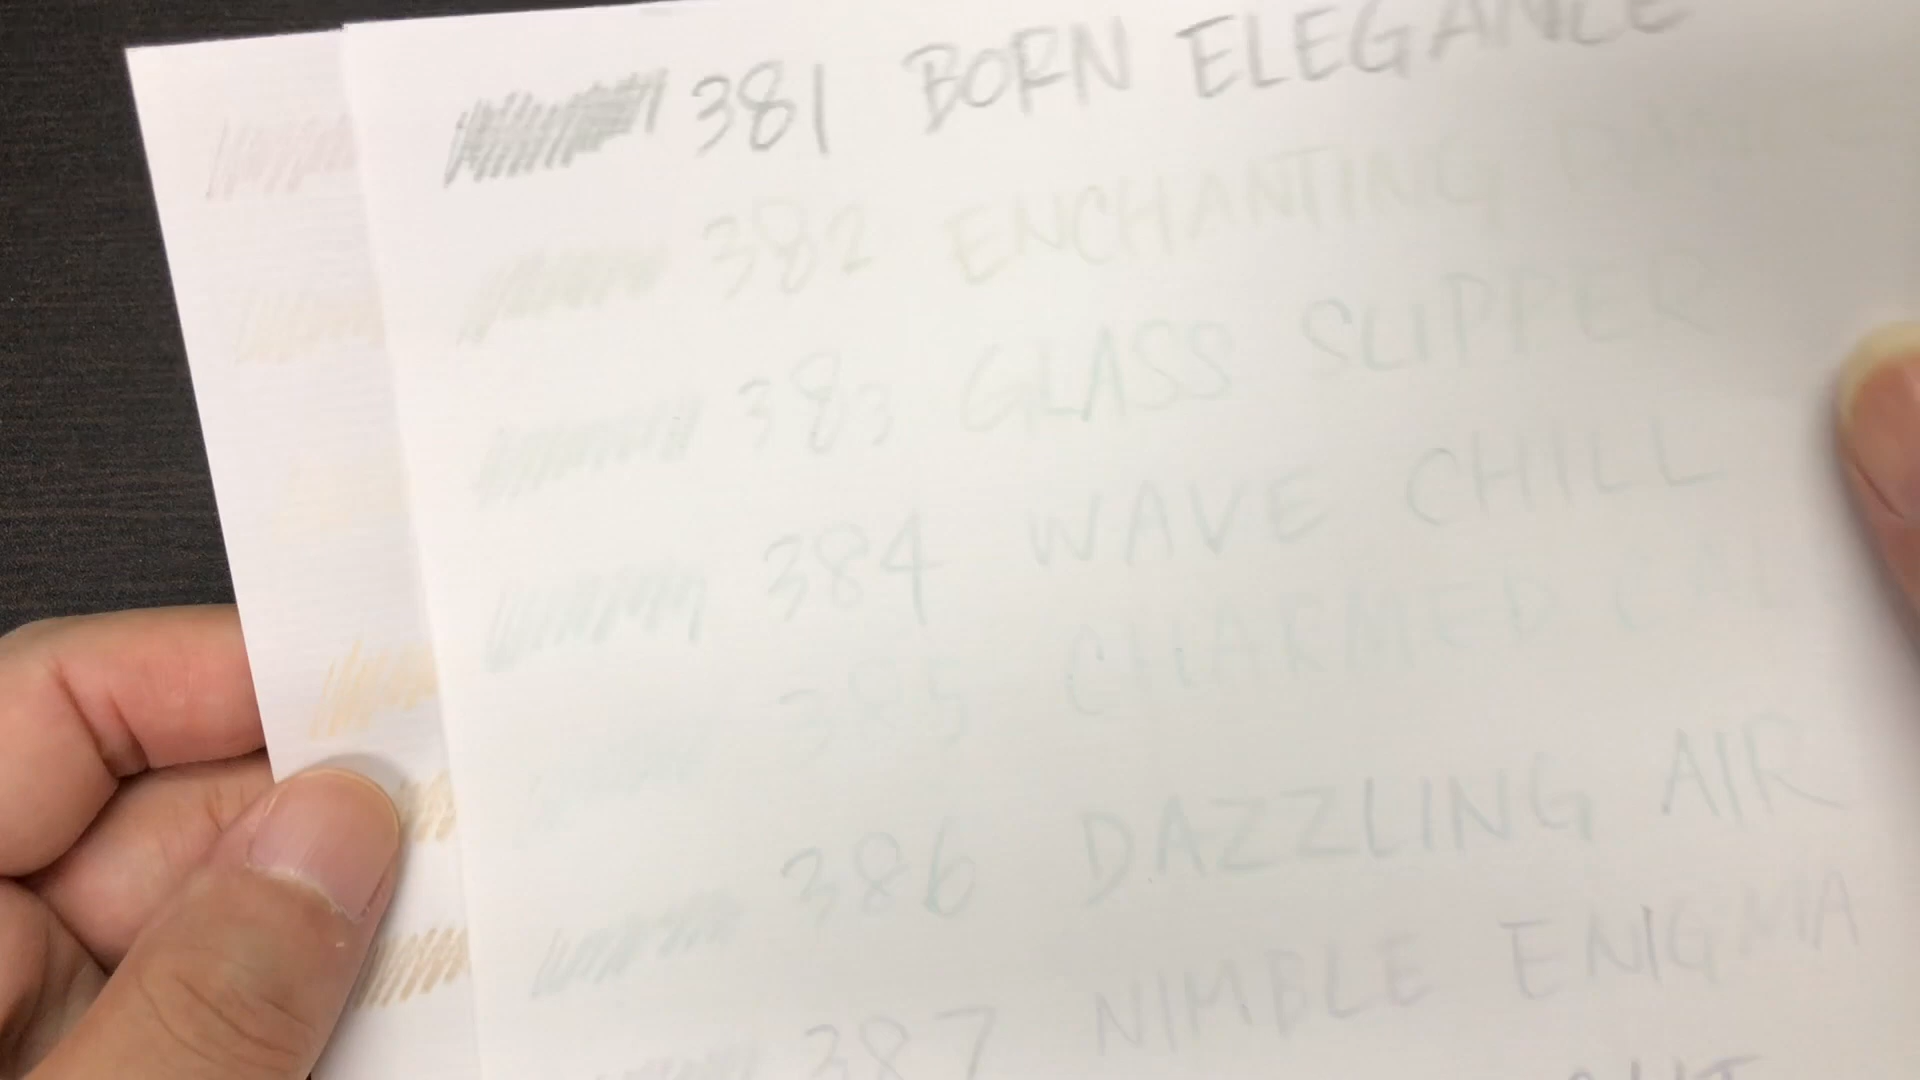 381 BORN ELEGANCE
382 ENCHANTING
383 GLASS SLIPPER
384 WAVE CHILL
385 CHARMED
386 DAZZLING AIR
387 NIMBLE ENIGMA